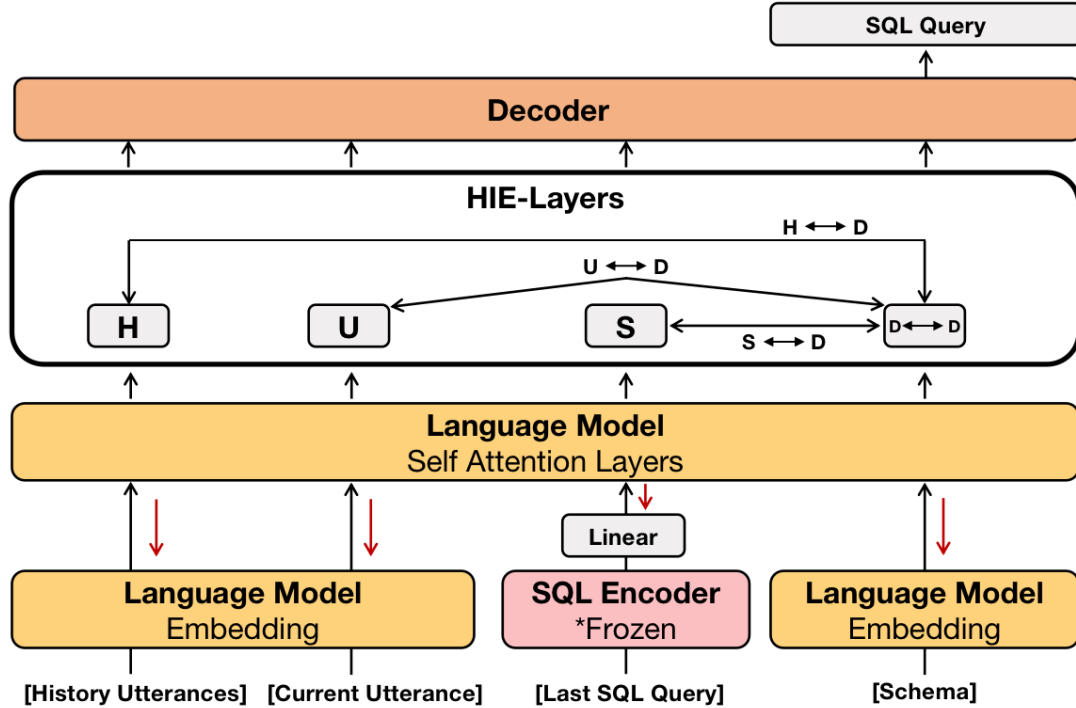 SQL Query
Decoder
HIE-Layers
H ⟷ D
U ⟷ D
H
U
S
D ⟷ D
S ⟷ D
Language Model
Self Attention Layers
Linear
Language Model
Embedding
SQL Encoder
*Frozen
Language Model
Embedding
[History Utterances] [Current Utterance] [Last SQL Query] [Schema]